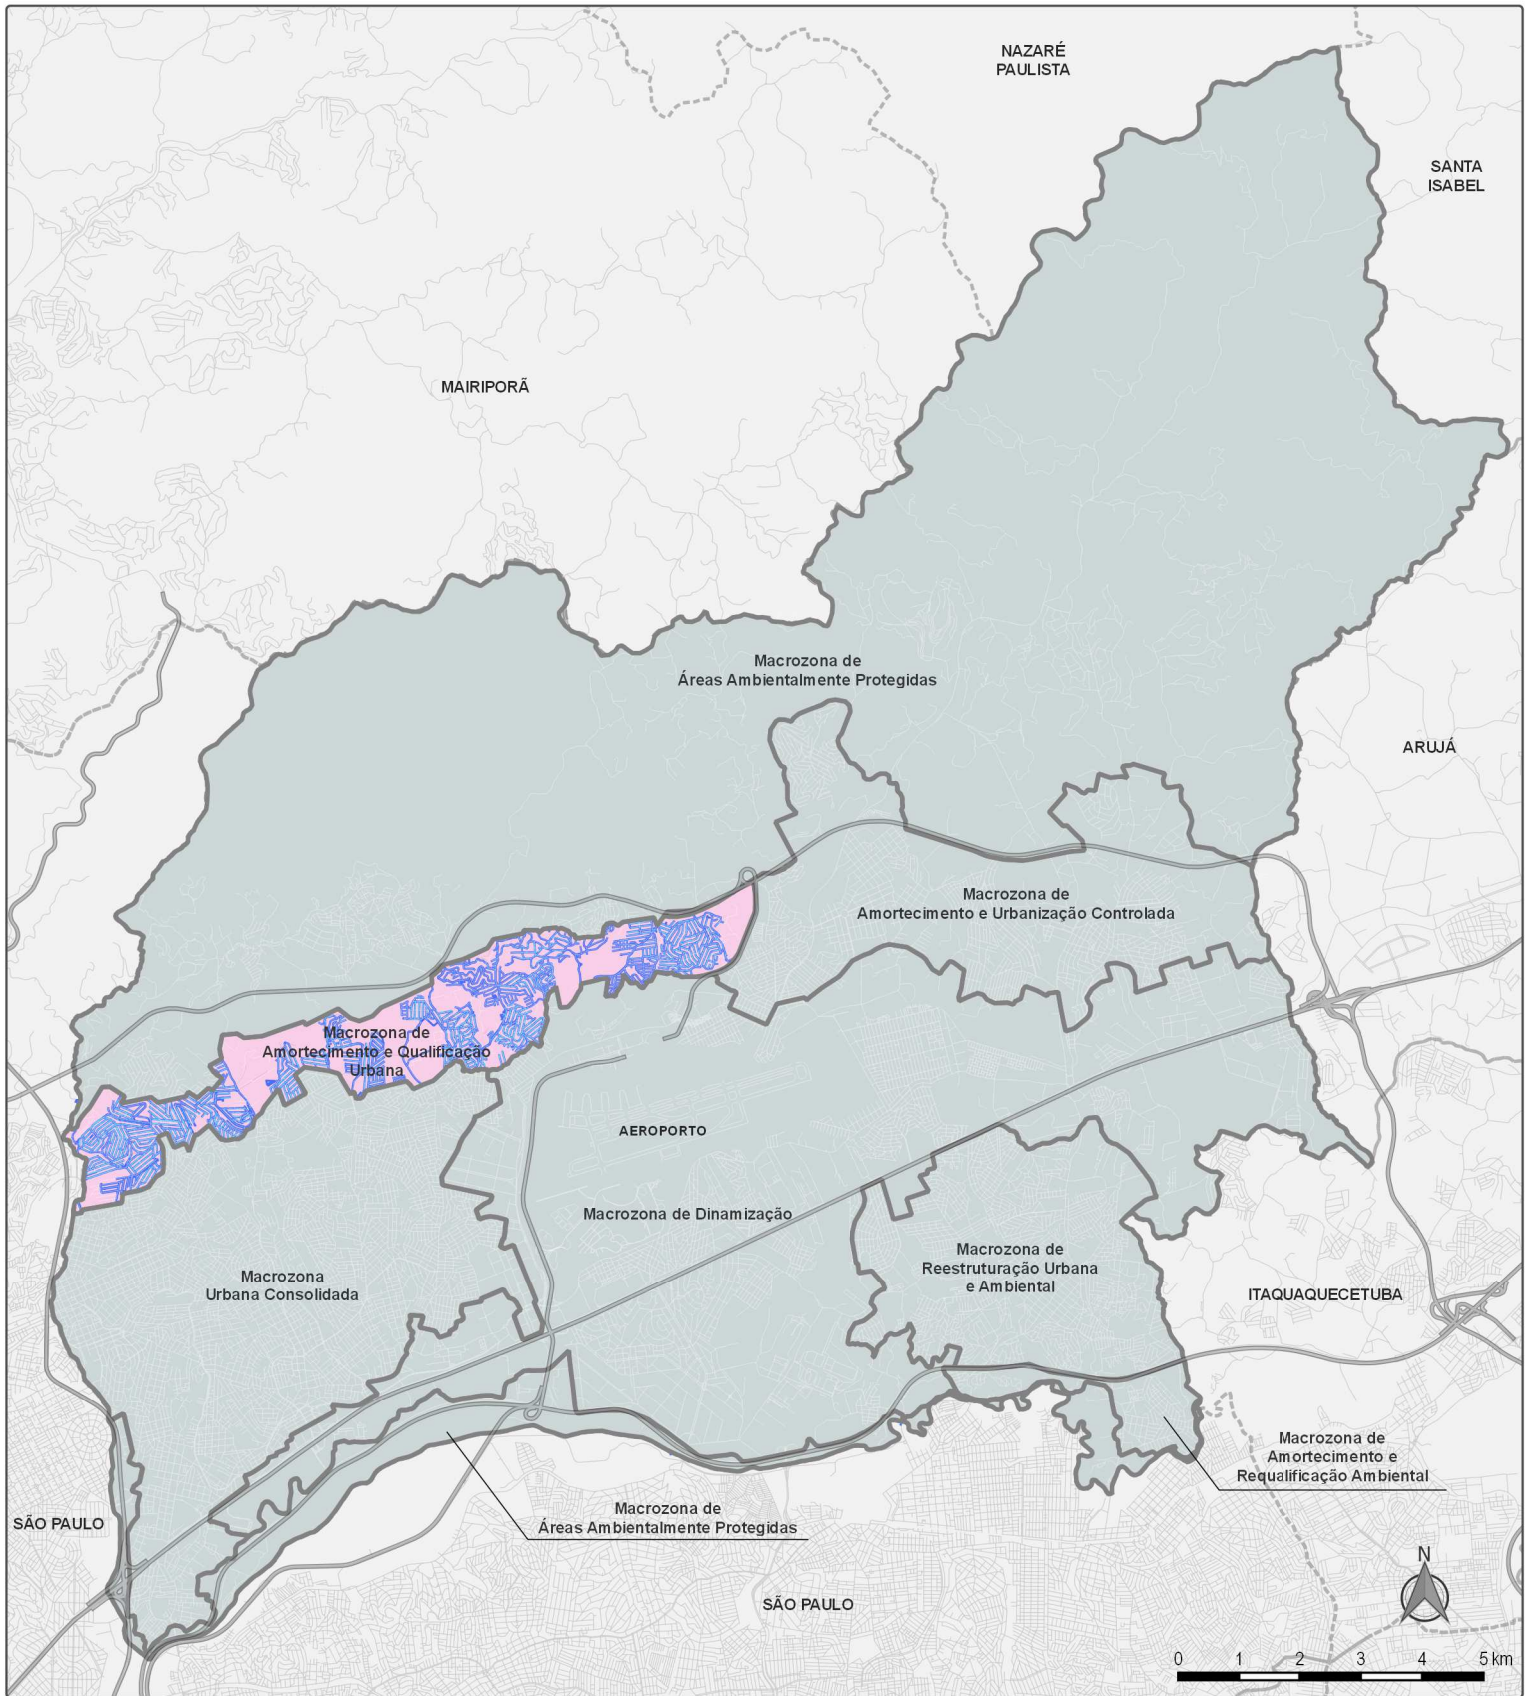 NAZARÉ
PAULISTA
SANTA
ISABEL
MAIRIPORÃ
Macrozona de
Áreas Ambientalmente Protegidas
ARUJÁ
Macrozona de
Amortecimento e Urbanização Controlada
Macrozona de
Amortecimento e Qualificação
Urbana
AEROPORTO
Macrozona de Dinamização
Macrozona de
Reestruturação Urbana
e Ambiental
Macrozona
Urbana Consolidada
ITAQUAQUECETUBA
Macrozona de
Amortecimento e
Requalificação Ambiental
Macrozona de
Áreas Ambientalmente Protegidas
SÃO PAULO
SÃO PAULO
N
0 1 2 3 4 5 km